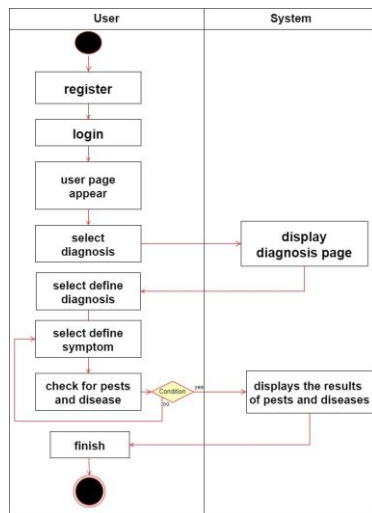 User
System
register
login
user page
appear
select
diagnosis
display
diagnosis page
select define
diagnosis
select define
symptom
check for pests
and disease
Condition
yes
no
displays the results
of pests and diseases
finish